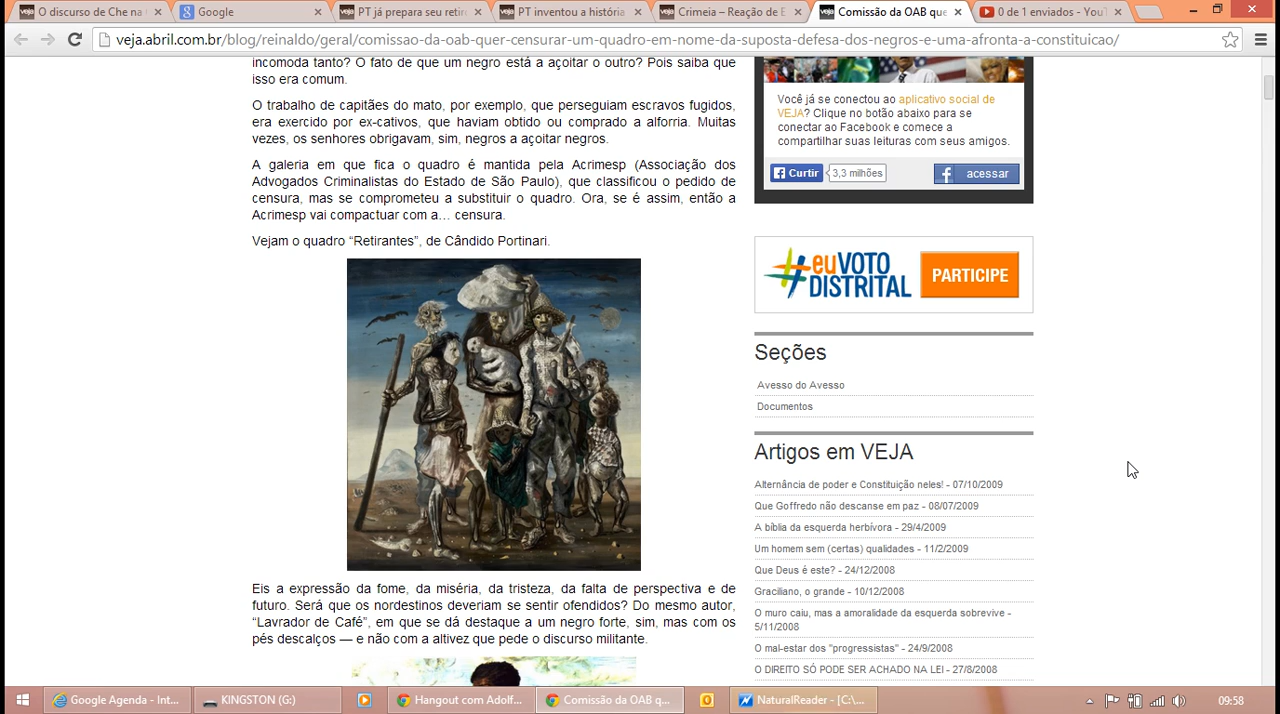 O discurso de Che na
Google
PT já prepara seu retire
PT inventou a história
Crimeia – Reação de E
Comissão da OAB que
0 de 1 enviados - You
veja.abril.com.br/blog/reinaldo/geral/comissao-da-oab-quer-censurar-um-quadro-em-nome-da-suposta-defesa-dos-negros-e-uma-afronta-a-constituicao/
incomoda tanto? O fato de que um negro está a açoitar o outro? Pois saiba que
isso era comum.
O trabalho de capitães do mato, por exemplo, que perseguiam escravos fugidos,
era exercido por ex-cativos, que haviam obtido ou comprado a alforria. Muitas
vezes, os senhores obrigavam, sim, negros a açoitar negros.
A galeria em que fica o quadro é mantida pela Acrimesp (Associação dos
Advogados Criminalistas do Estado de São Paulo), que classificou o pedido de
censura, mas se comprometeu a substituir o quadro. Ora, se é assim, então a
Acrimesp vai compactuar com a… censura.
Vejam o quadro “Retirantes”, de Cândido Portinari.
Eis a expressão da fome, da miséria, da tristeza, da falta de perspectiva e de
futuro. Será que os nordestinos deveriam se sentir ofendidos? Do mesmo autor,
“Lavrador de Café”, em que se dá destaque a um negro forte, sim, mas com os
pés descalços — e não com a altivez que pede o discurso militante.
Você já se conectou ao aplicativo social de
VEJA? Clique no botão abaixo para se
conectar ao Facebook e comece a
compartilhar suas leituras com seus amigos.
Curtir 3,3 milhões acessar
euVOTO
DISTRITAL
PARTICIPE
Seções
Avesso do Avesso
Documentos
Artigos em VEJA
Alternância de poder e Constituição neles! - 07/10/2009
Que Goffredo não descanse em paz - 08/07/2009
A bíblia da esquerda herbívora - 29/4/2009
Um homem sem (certas) qualidades - 11/2/2009
Que Deus é este? - 24/12/2008
Graciliano, o grande - 10/12/2008
O muro caiu, mas a amoralidade da esquerda sobrevive -
5/11/2008
O mal-estar dos "progressistas" - 24/9/2008
O DIREITO SÓ PODE SER ACHADO NA LEI - 27/8/2008
Google Agenda - Int...
KINGSTON (G:)
Hangout com Adolf...
Comissão da OAB qu...
NaturalReader - [C:\...
09:58